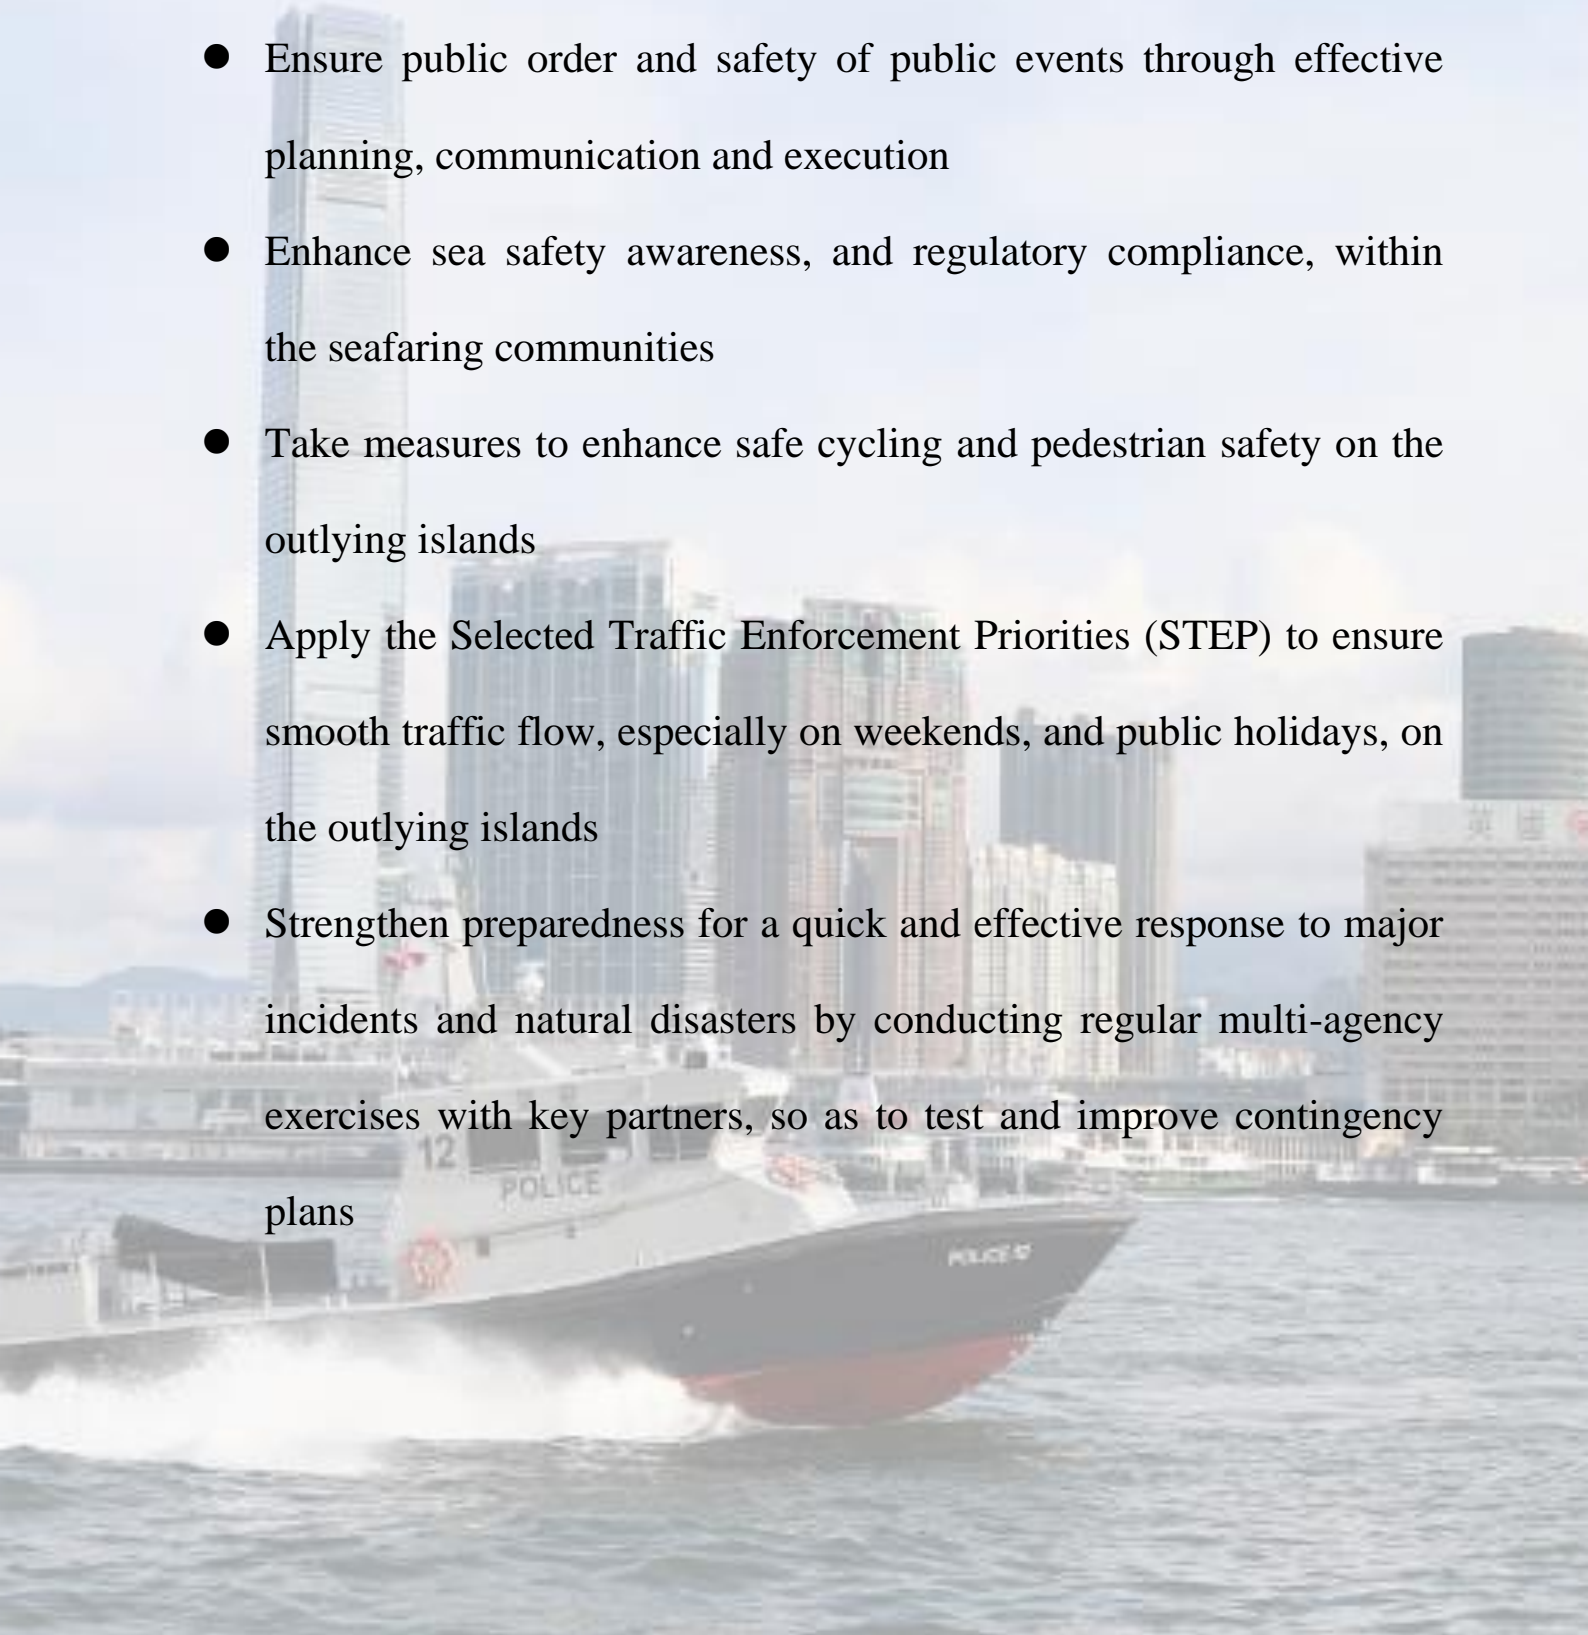 ● Ensure public order and safety of public events through effective
planning, communication and execution
● Enhance sea safety awareness, and regulatory compliance, within
the seafaring communities
● Take measures to enhance safe cycling and pedestrian safety on the
outlying islands
● Apply the Selected Traffic Enforcement Priorities (STEP) to ensure
smooth traffic flow, especially on weekends, and public holidays, on
the outlying islands
● Strengthen preparedness for a quick and effective response to major
incidents and natural disasters by conducting regular multi-agency
exercises with key partners, so as to test and improve contingency
plans
12
POLICE